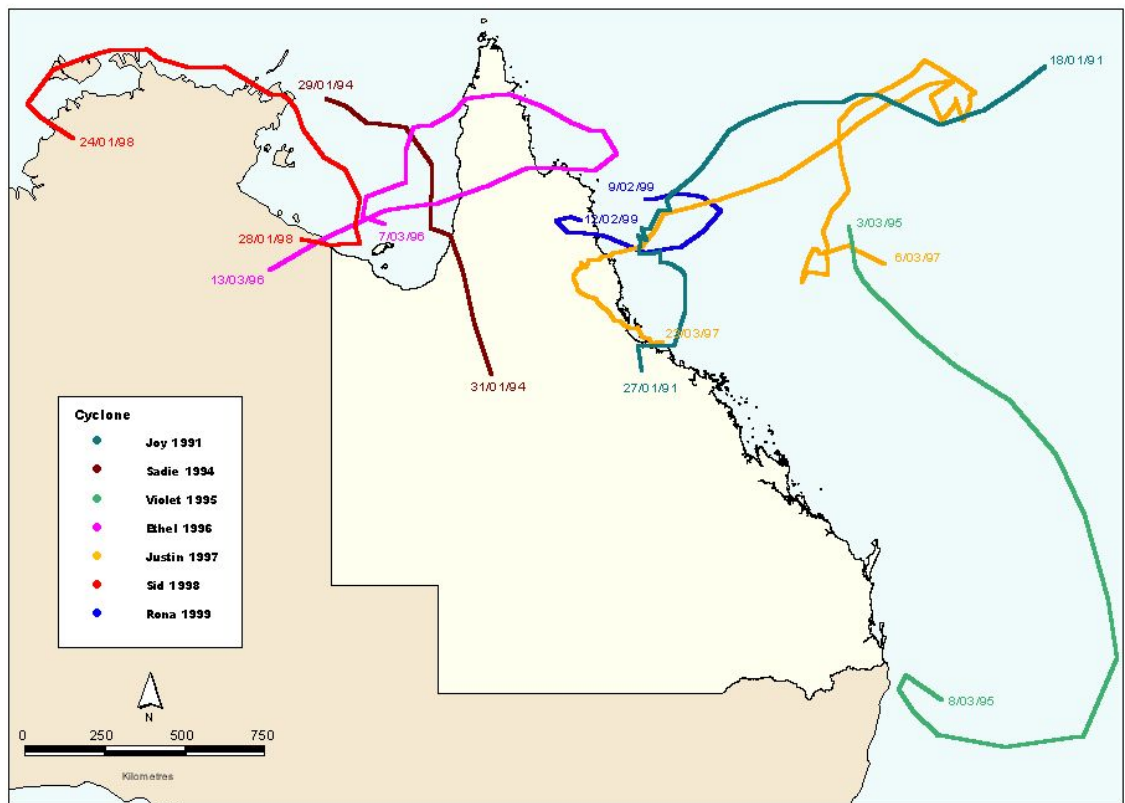 18/01/91
29/01/94
24/01/98
9/02/99
12/02/99
3/03/95
7/03/96
28/01/98
6/03/97
13/03/96
23/03/97
31/01/94
27/01/91
Cyclone
Joy 1991
Sadie 1994
Violet 1995
Ethel 1996
Justin 1997
Sid 1998
Rona 1999
8/03/95
N
0 250 500 750
Kilometres